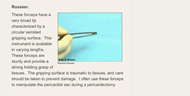 Russian:
These forceps have a
very broad tip
characterized by a
circular serrated
gripping surface. This
instrument is available
in varying lengths.
These forceps are
sturdy and provide a
strong holding grasp of
tissues. The gripping surface is traumatic to tissues, and care
should be taken to prevent damage. I often use these forceps
to manipulate the pericardial sac during a pericardectomy.